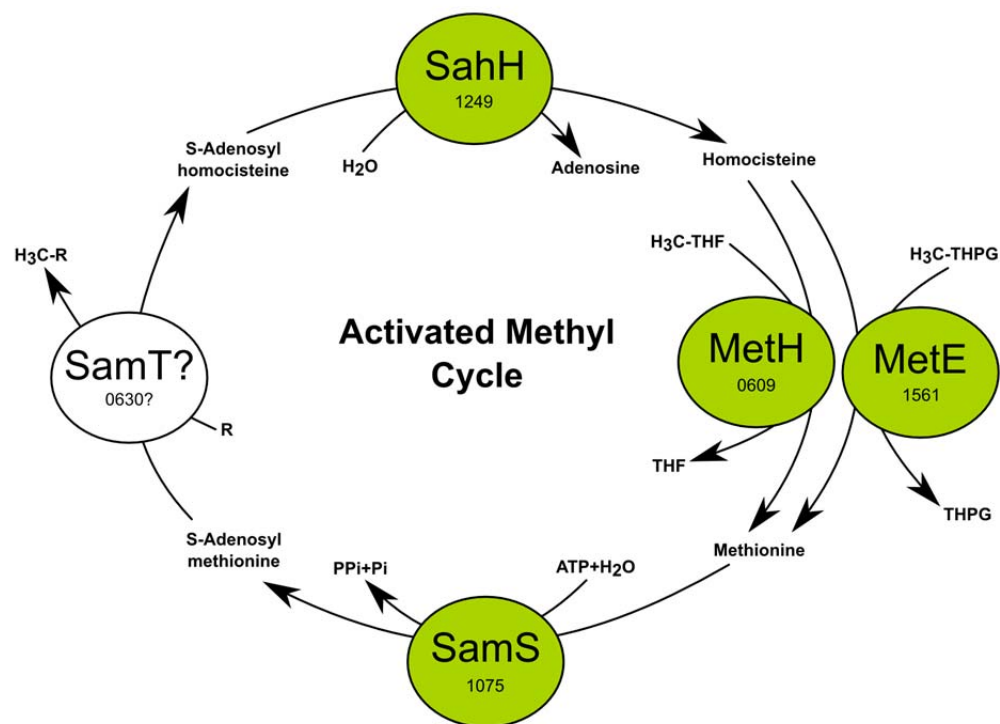 SahH
1249
S-Adenosyl
homocisteine
H2O
Adenosine
Homocisteine
H3C-R
H3C-THF
H3C-THPG
Activated Methyl
Cycle
SamT?
0630?
R
MetH
0609
MetE
1561
THF
THPG
S-Adenosyl
methionine
PPi+Pi
ATP+H2O
Methionine
SamS
1075